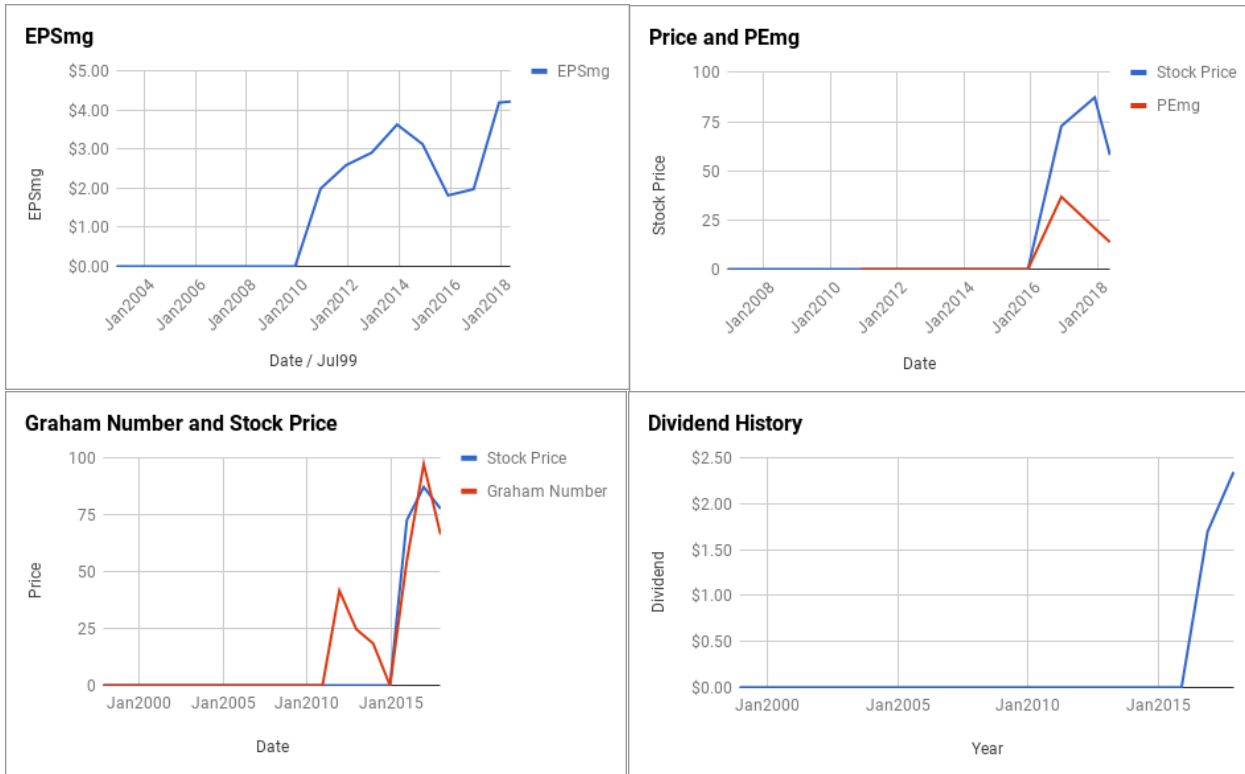 EPSmg
$5.00
EPSmg
$4.00
$3.00
$2.00
$1.00
$0.00
EPSmg
Jan2004
Jan2006
Jan2008
Jan2010
Jan2012
Jan2014
Jan2016
Jan2018
Date / Jul99
Price and PEmg
100
Stock Price
75
PEmg
50
25
0
Stock Price
Jan2008
Jan2010
Jan2012
Jan2014
Jan2016
Jan2018
Date
Graham Number and Stock Price
100
Stock Price
75
Graham Number
50
25
0
Price
Jan2000
Jan2005
Jan2010
Jan2015
Date
Dividend History
$2.50
$2.00
$1.50
$1.00
$0.50
$0.00
Dividend
Jan2000
Jan2005
Jan2010
Jan2015
Year